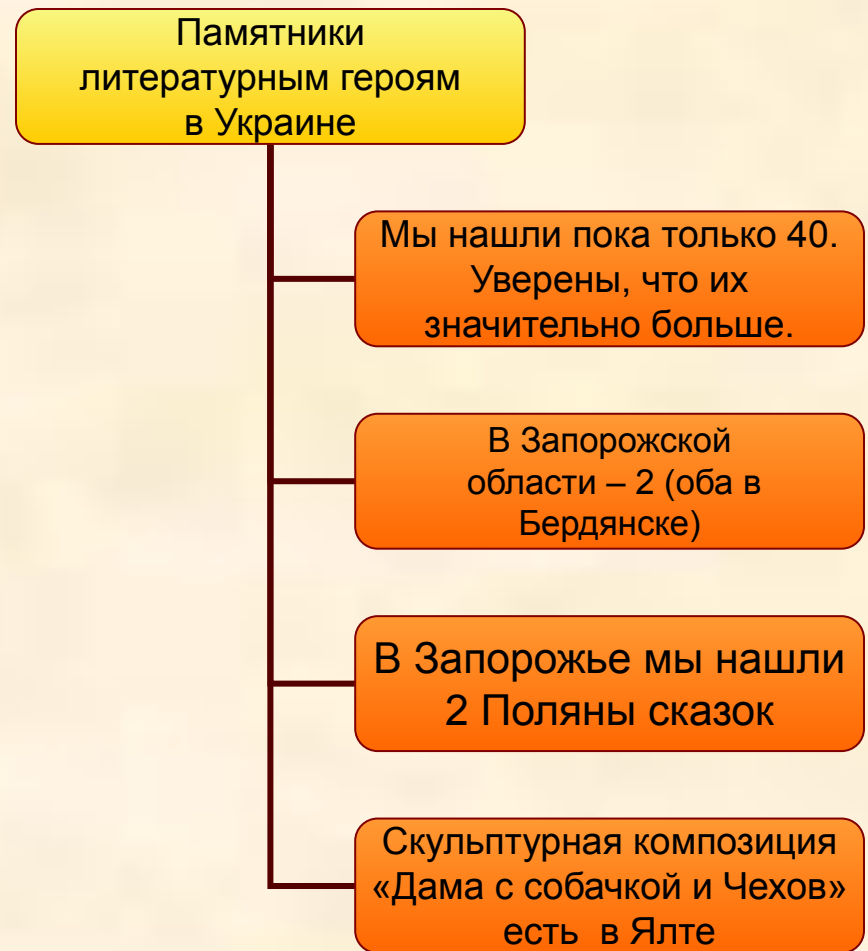 Памятники
литературным героям
в Украине
Мы нашли пока только 40.
Уверены, что их
значительно больше.
В Запорожской
области – 2 (оба в
Бердянске)
В Запорожье мы нашли
2 Поляны сказок
Скульптурная композиция
«Дама с собачкой и Чехов»
есть в Ялте